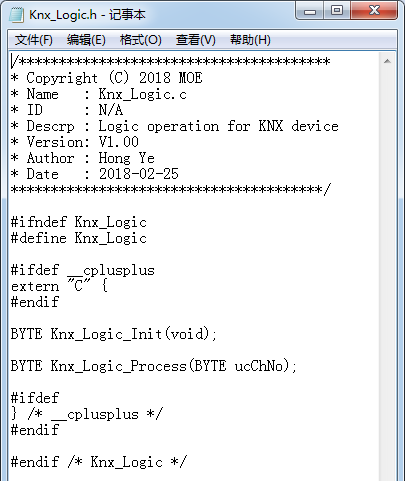 Knx_Logic.h - 记事本
文件(F) 编辑(E) 格式(O) 查看(V) 帮助(H)
/***************************************
* Copyright (C) 2018 MOE
* Name   : Knx_Logic.c
* ID     : N/A
* Descrp : Logic operation for KNX device
* Version: V1.00
* Author : Hong Ye
* Date   : 2018-02-25
***************************************/
#ifndef Knx_Logic
#define Knx_Logic
#ifdef __cplusplus
extern "C" {
#endif
BYTE Knx_Logic_Init(void);
BYTE Knx_Logic_Process(BYTE ucChNo);
#ifdef
} /* __cplusplus */
#endif
#endif /* Knx_Logic */